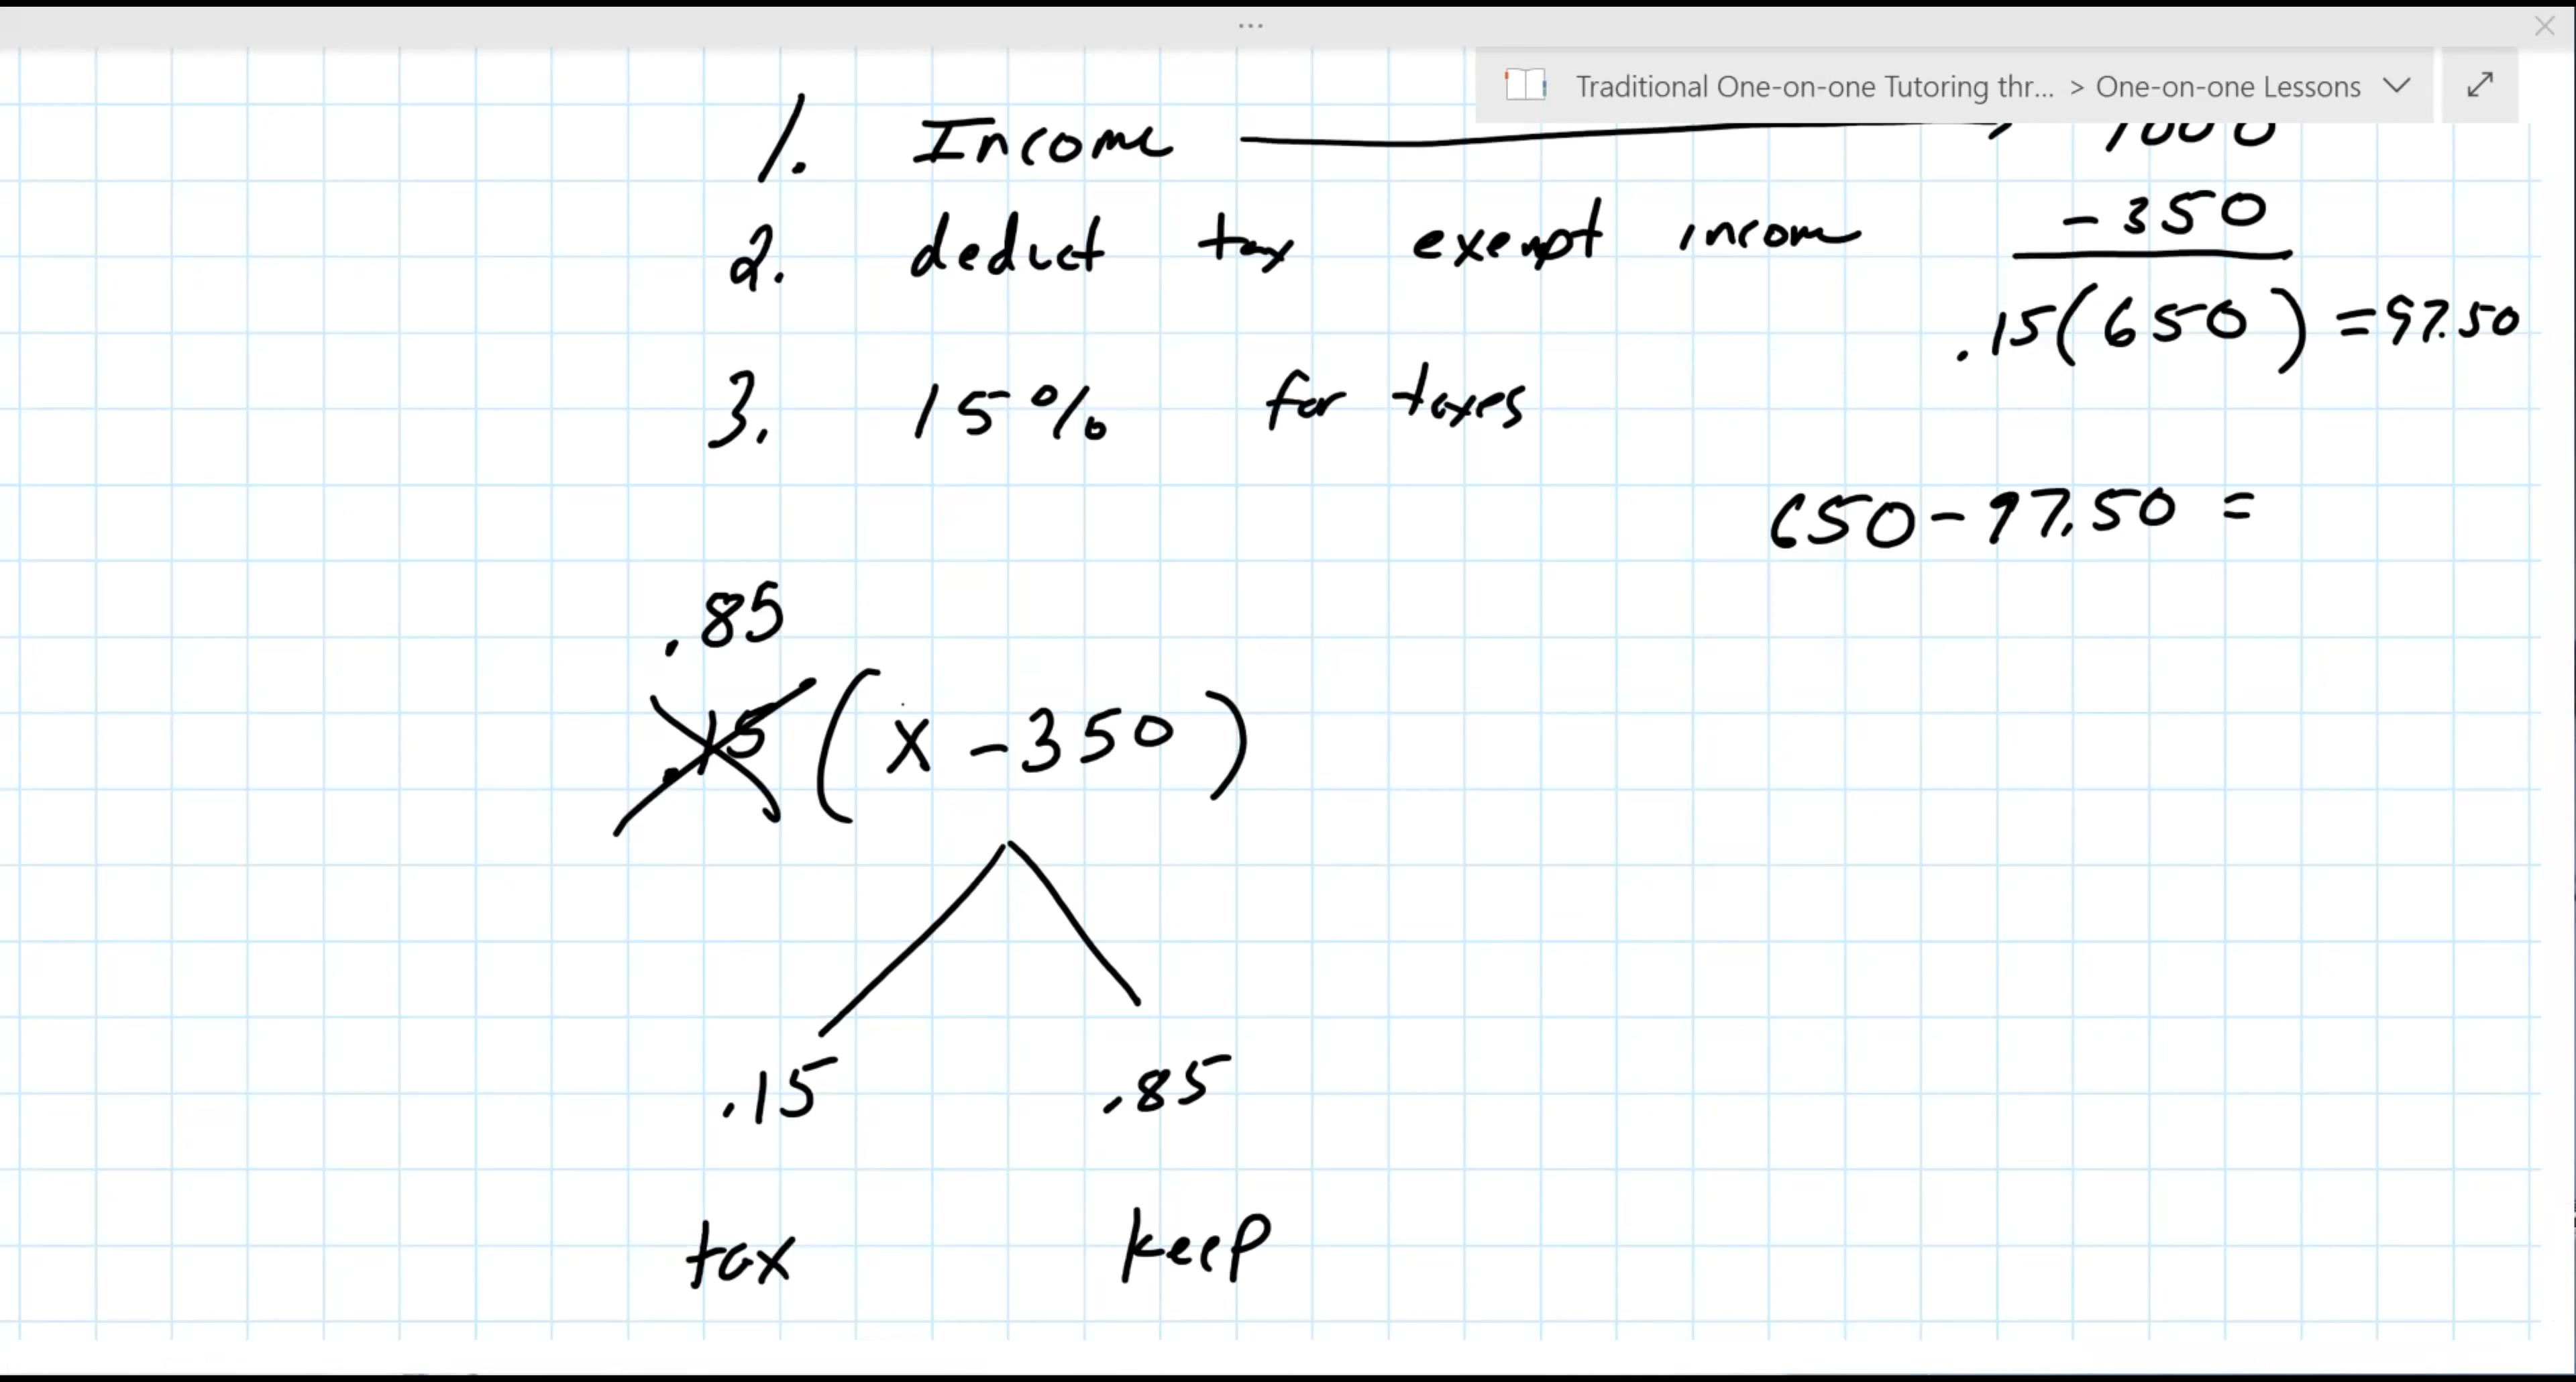 ...
Traditional One-on-one Tutoring thr... > One-on-one Lessons
1. Income 1000
2. deduct tax exempt income - 350
.15(650) = 97.50
3. 15% for taxes
650 - 97.50 =
.85
.15 (x - 350)
.15 .85
tax keep